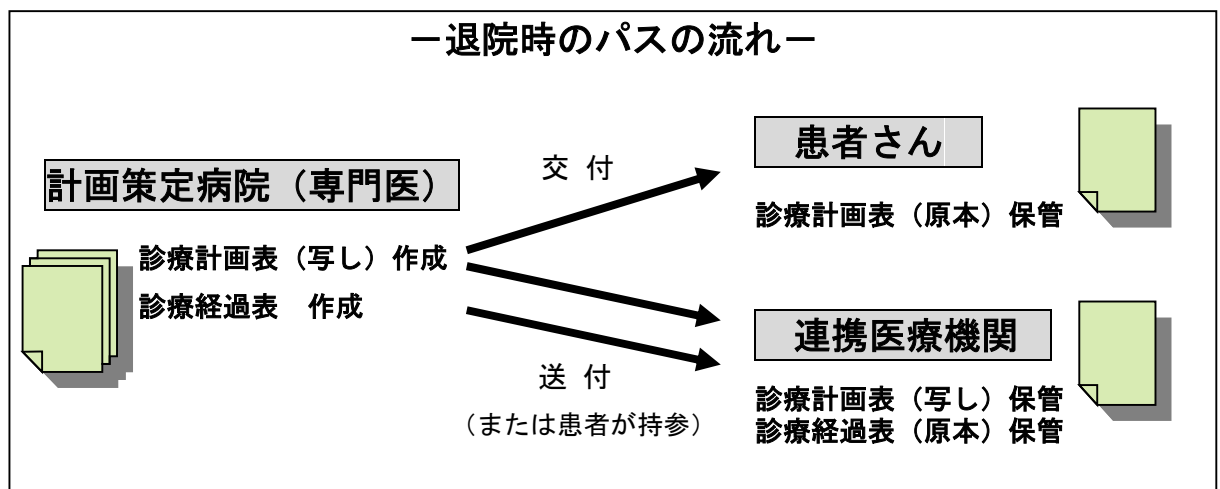 －退院時のパスの流れ－
計画策定病院（専門医）
診療計画表（写し）作成
診療経過表　作成
交 付
送 付
（または患者が持参）
患者さん
診療計画表（原本）保管
連携医療機関
診療計画表（写し）保管
診療経過表（原本）保管